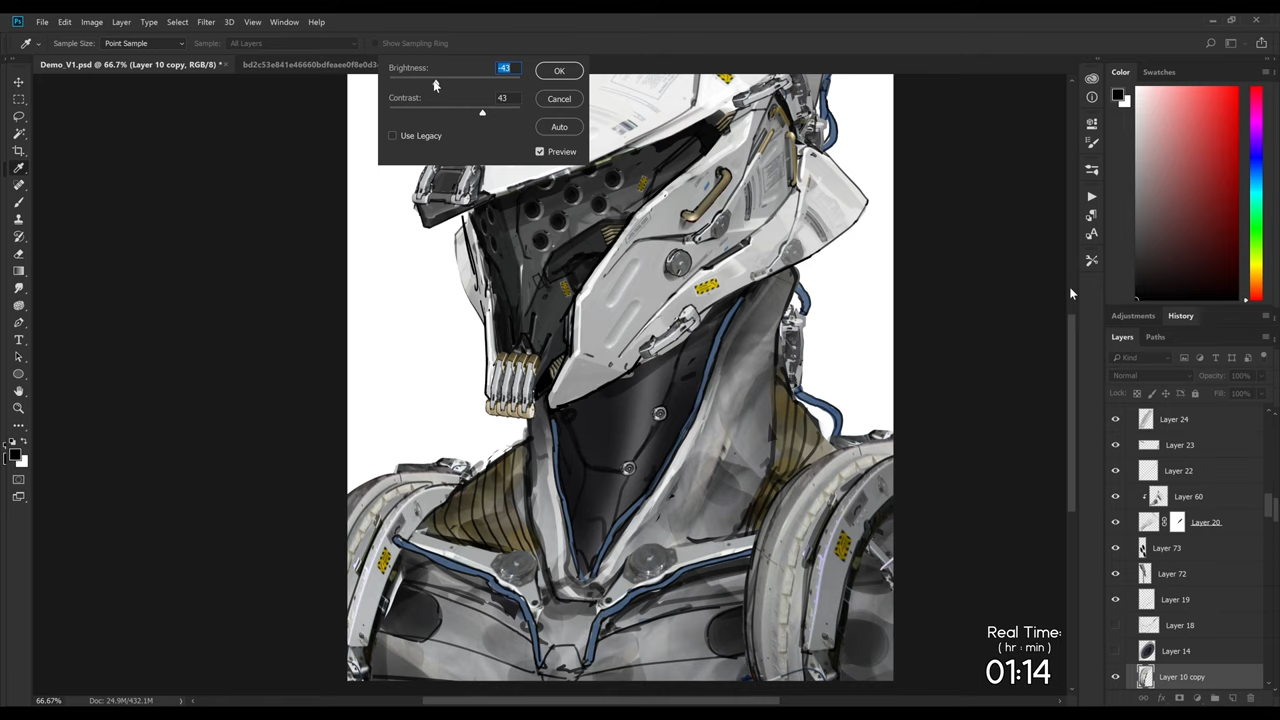 Ps File Edit Image Layer Type Select Filter 3D View Window Help
Sample Size: Point Sample Sample: All Layers Show Sampling Ring
Demo_V1.psd @ 66.7% (Layer 10 copy, RGB/8) * ×
Brightness: -43
Contrast: 43
Use Legacy
OK
Cancel
Auto
Preview
Color Swatches
Adjustments History
Layers Paths
Kind
Normal Opacity: 100%
Lock: Fill: 100%
Layer 24
Layer 23
Layer 22
Layer 60
Layer 20
Layer 73
Layer 72
Layer 19
Layer 18
Layer 14
Layer 10 copy
Real Time:
( hr : min )
01:14
66.67% Doc: 24.9M/432.1M